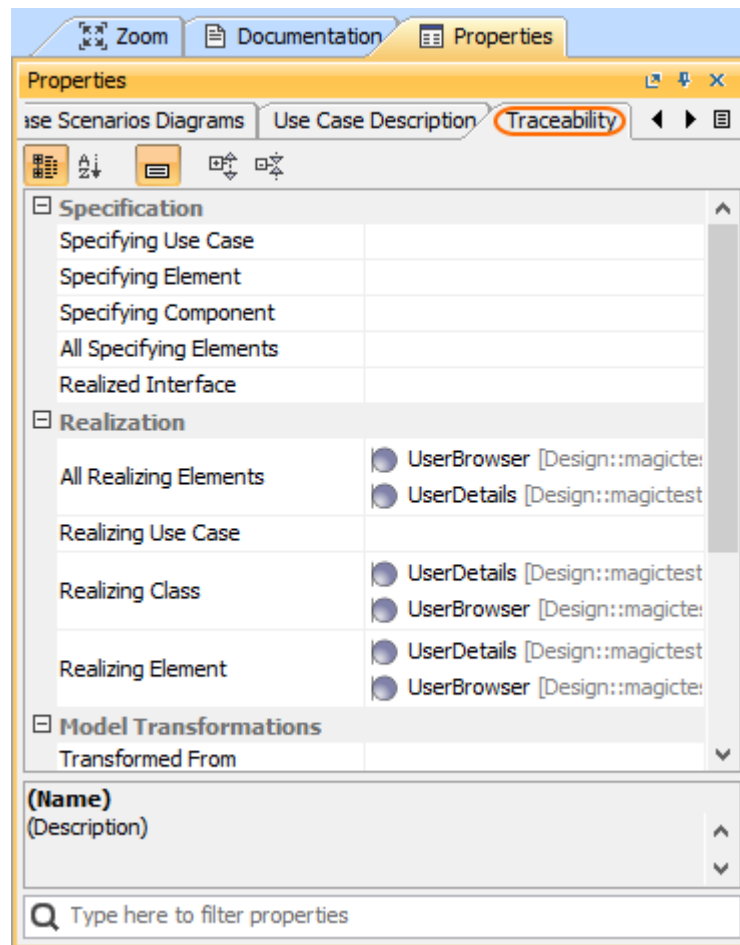 Zoom Documentation Properties
Properties
ase Scenarios Diagrams Use Case Description Traceability
Specification
Specifying Use Case
Specifying Element
Specifying Component
All Specifying Elements
Realized Interface
Realization
All Realizing Elements
UserBrowser [Design::magictes
UserDetails [Design::magictest
Realizing Use Case
Realizing Class
UserDetails [Design::magictest
UserBrowser [Design::magictes
Realizing Element
UserDetails [Design::magictest
UserBrowser [Design::magictes
Model Transformations
Transformed From
(Name)
(Description)
Type here to filter properties